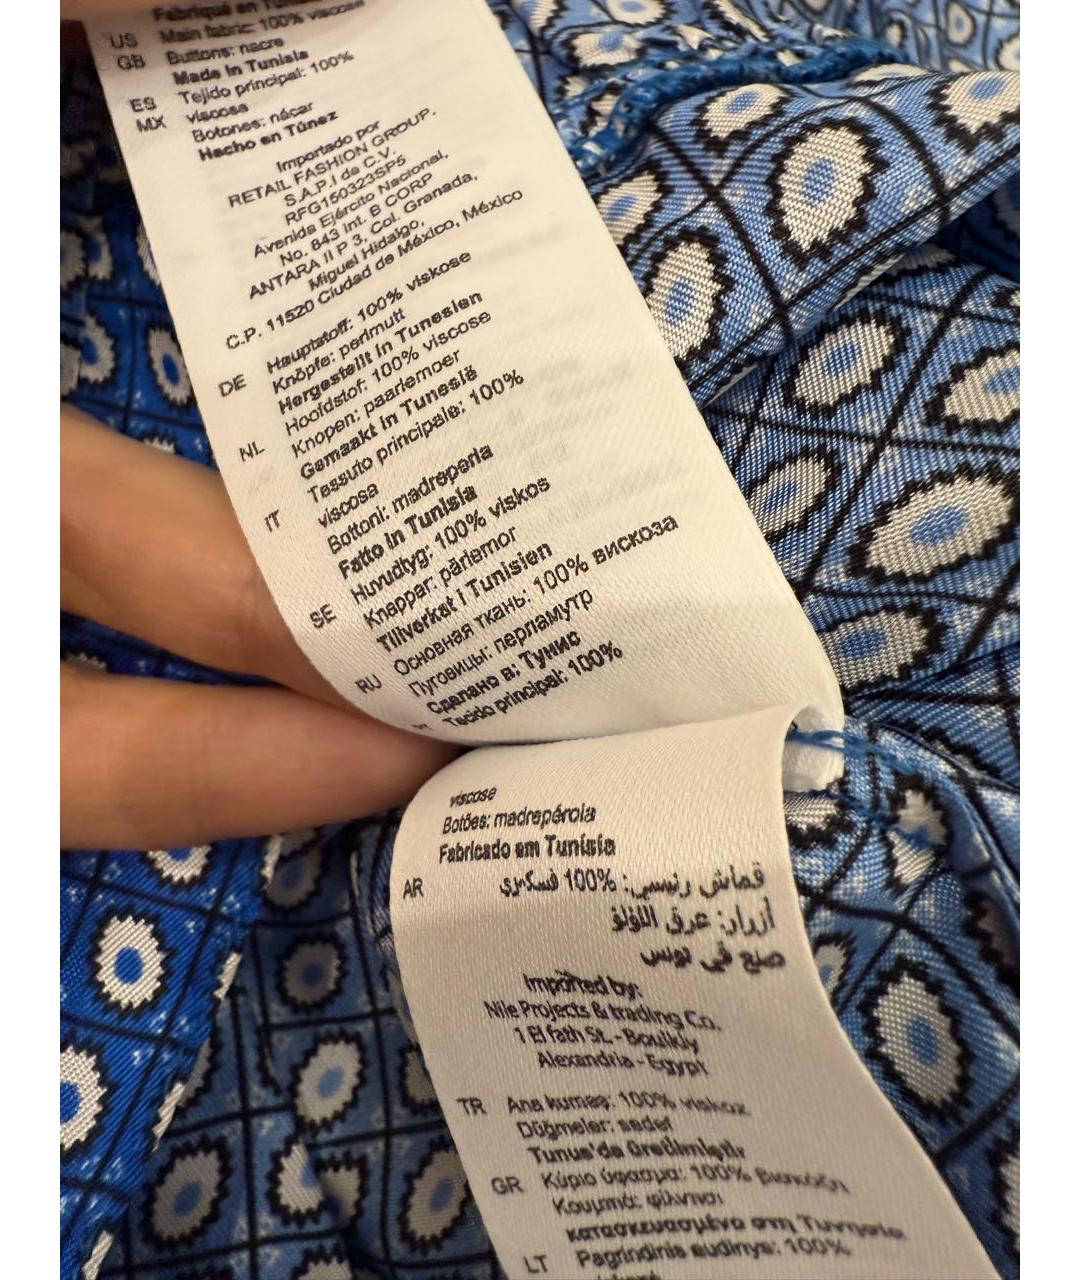 Fabriqué en Tunisie
US Main fabric: 100% viscose
GB Buttons: nacre
Made in Tunisia
ES Tejido principal: 100%
MX viscosa
Botones: nácar
Hecho en Túnez
Importado por
RETAIL FASHION GROUP.
S.A.P.I de C.V.
RFG150323SP5
Avenida Ejército Nacional,
No. 843 int. B CORP
ANTARA II P 3, Col. Granada,
Miguel Hidalgo,
C.P. 11520 Ciudad de México, México
DE Hauptstoff: 100% viskose
Knöpfe: perlmutt
Hergestellt in Tunesien
NL Hoofdstof: 100% viscose
Knopen: paarlemoer
Gemaakt in Tunesië
IT Tessuto principale: 100%
viscosa
Bottoni: madreperla
Fatto in Tunisia
SE Huvudtyg: 100% viskos
Knappar: pärlemor
Tillverkat i Tunisien
RU Основная ткань: 100% вискоза
Пуговицы: перламутр
Сделано в: Тунис
Tecido principal: 100%
viscose
Botões: madrepérola
Fabricado em Tunísia
AR قماش رئيسي: 100% فسكري
أزرار: عرق اللؤلؤ
صنع في تونس
Imported by:
Nile Projects & trading Co.
1 El fath St. - Boulkly
Alexandria - Egypt
TR Ana kumaş: 100% viskoz
Düğmeler: sedef
Tunus'da üretilmiştir
GR Κύριο ύφασμα: 100% βισκόζη
Κουμπιά: φίλντισι
κατασκευασμένο στη Τυνησία
LT Pagrindinis audinys: 100%